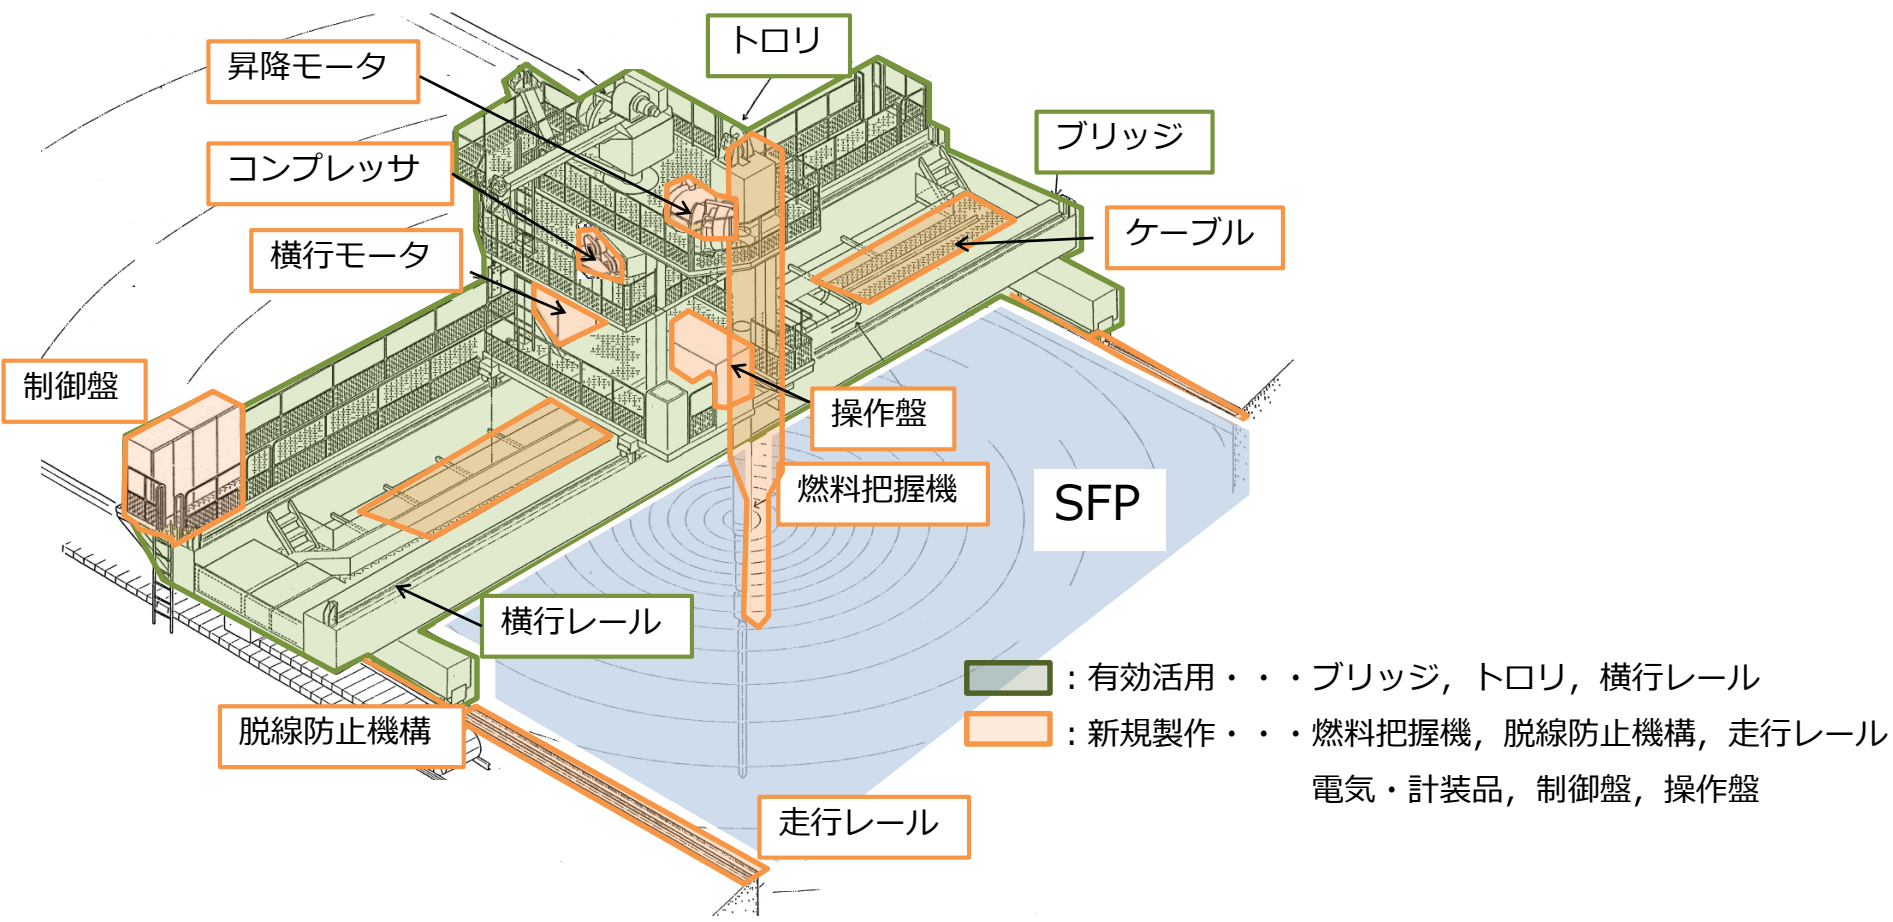 トロリ
昇降モータ
ブリッジ
コンプレッサ
ケーブル
横行モータ
制御盤
操作盤
燃料把握機
SFP
横行レール
:有効活用・・・ブリッジ，トロリ，横行レール
脱線防止機構
:新規製作・・・燃料把握機，脱線防止機構，走行レール
電気・計装品，制御盤，操作盤
走行レール